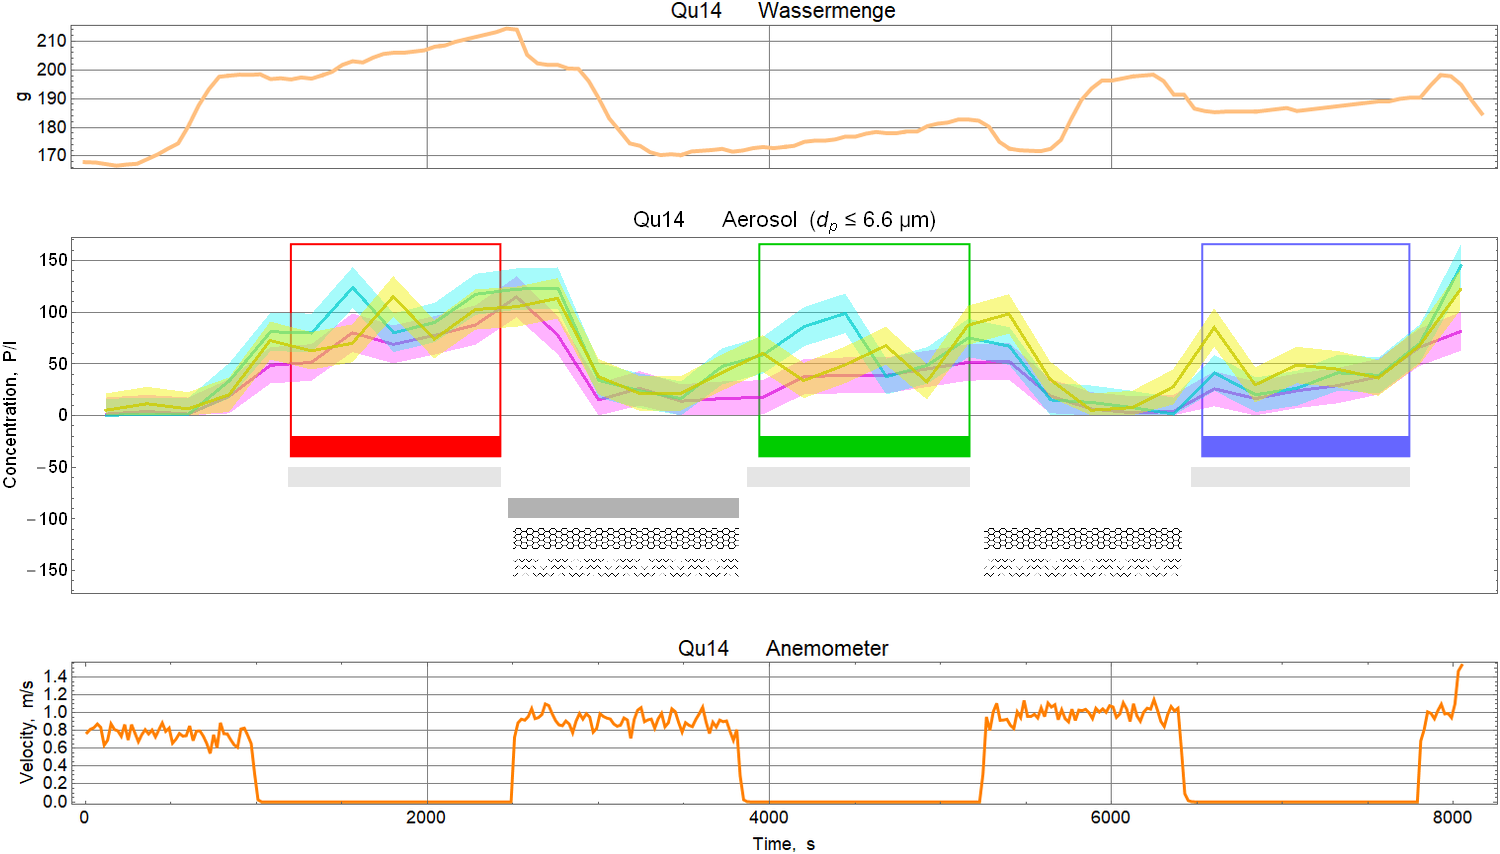 Qu14 Wassermenge
g
210
200
190
180
170
Qu14 Aerosol (dp ≤ 6.6 µm)
Concentration, P/l
150
100
50
0
−50
−100
−150
Qu14 Anemometer
Velocity, m/s
1.4
1.2
1.0
0.8
0.6
0.4
0.2
0.0
0 2000 4000 6000 8000
Time, s